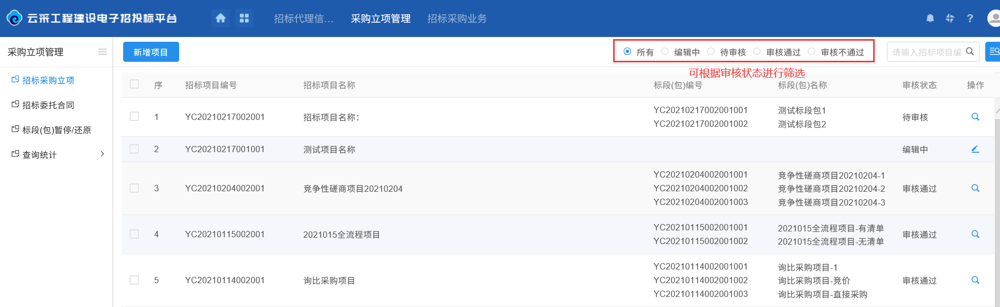 云采工程建设电子招投标平台 招标代理信... 采购立项管理 招标采购业务 ?
采购立项管理 新增项目 所有 编辑中 待审核 审核通过 审核不通过 请输入招标项目编
可根据审核状态进行筛选
招标采购立项
招标委托合同
标段(包)暂停/还原
查询统计
序 招标项目编号 招标项目名称 标段(包)编号 标段(包)名称 审核状态 操作
1 YC20210217002001 招标项目名称: YC20210217002001001 测试标段包1 待审核
YC20210217002001002 测试标段包2
2 YC20210217001001 测试项目名称 编辑中
YC20210204002001001 竞争性磋商项目20210204-1
3 YC20210204002001 竞争性磋商项目20210204 YC20210204002001002 竞争性磋商项目20210204-2 审核通过
YC20210204002001003 竞争性磋商项目20210204-3
4 YC20210115002001 2021015全流程项目 YC20210115002001001 2021015全流程项目-有清单 审核通过
YC20210115002001002 2021015全流程项目-无清单
YC20210114002001001 询比采购项目-1
5 YC20210114002001 询比采购项目 YC20210114002001002 询比采购项目-竞价 审核通过
YC20210114002001003 询比采购项目-直接采购